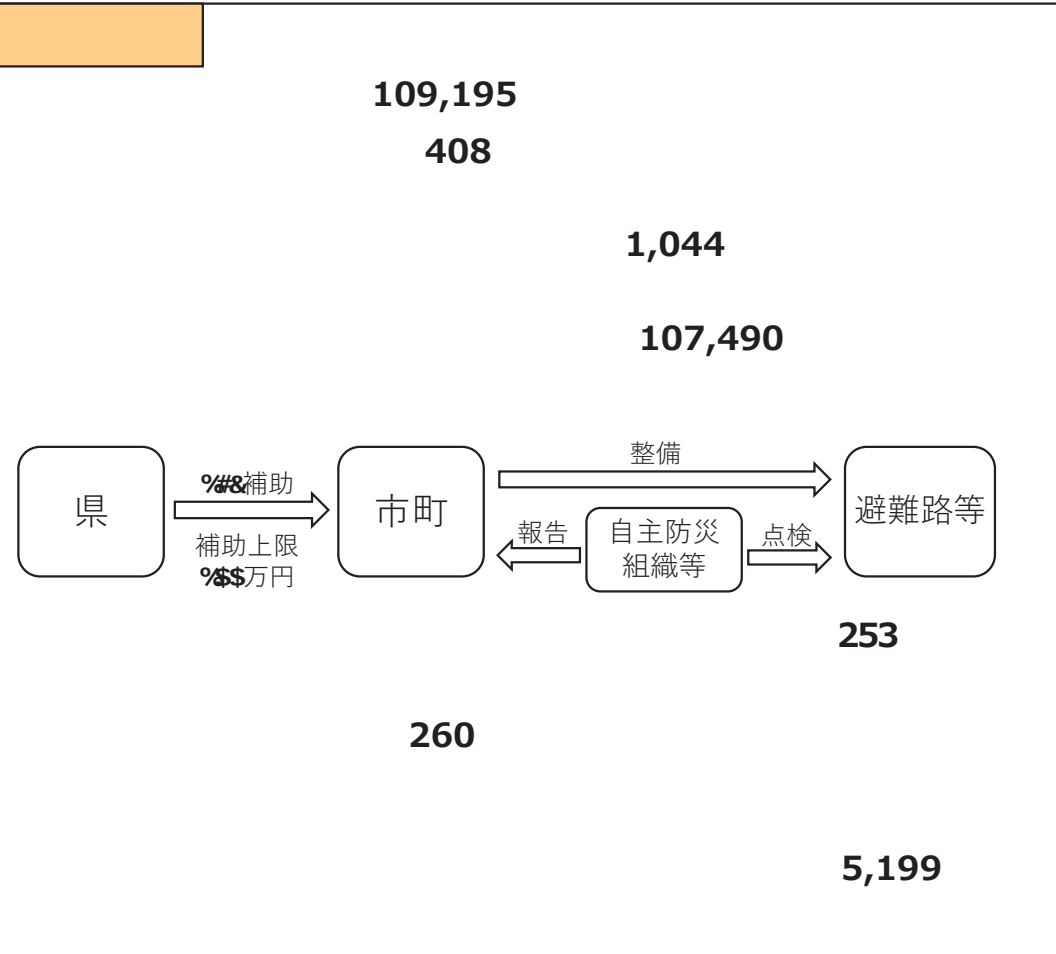 109,195
408
1,044
107,490
整備
%#&補助
県
市町
避難路等
報告
自主防災
組織等
点検
補助上限
%$$万円
253
260
5,199